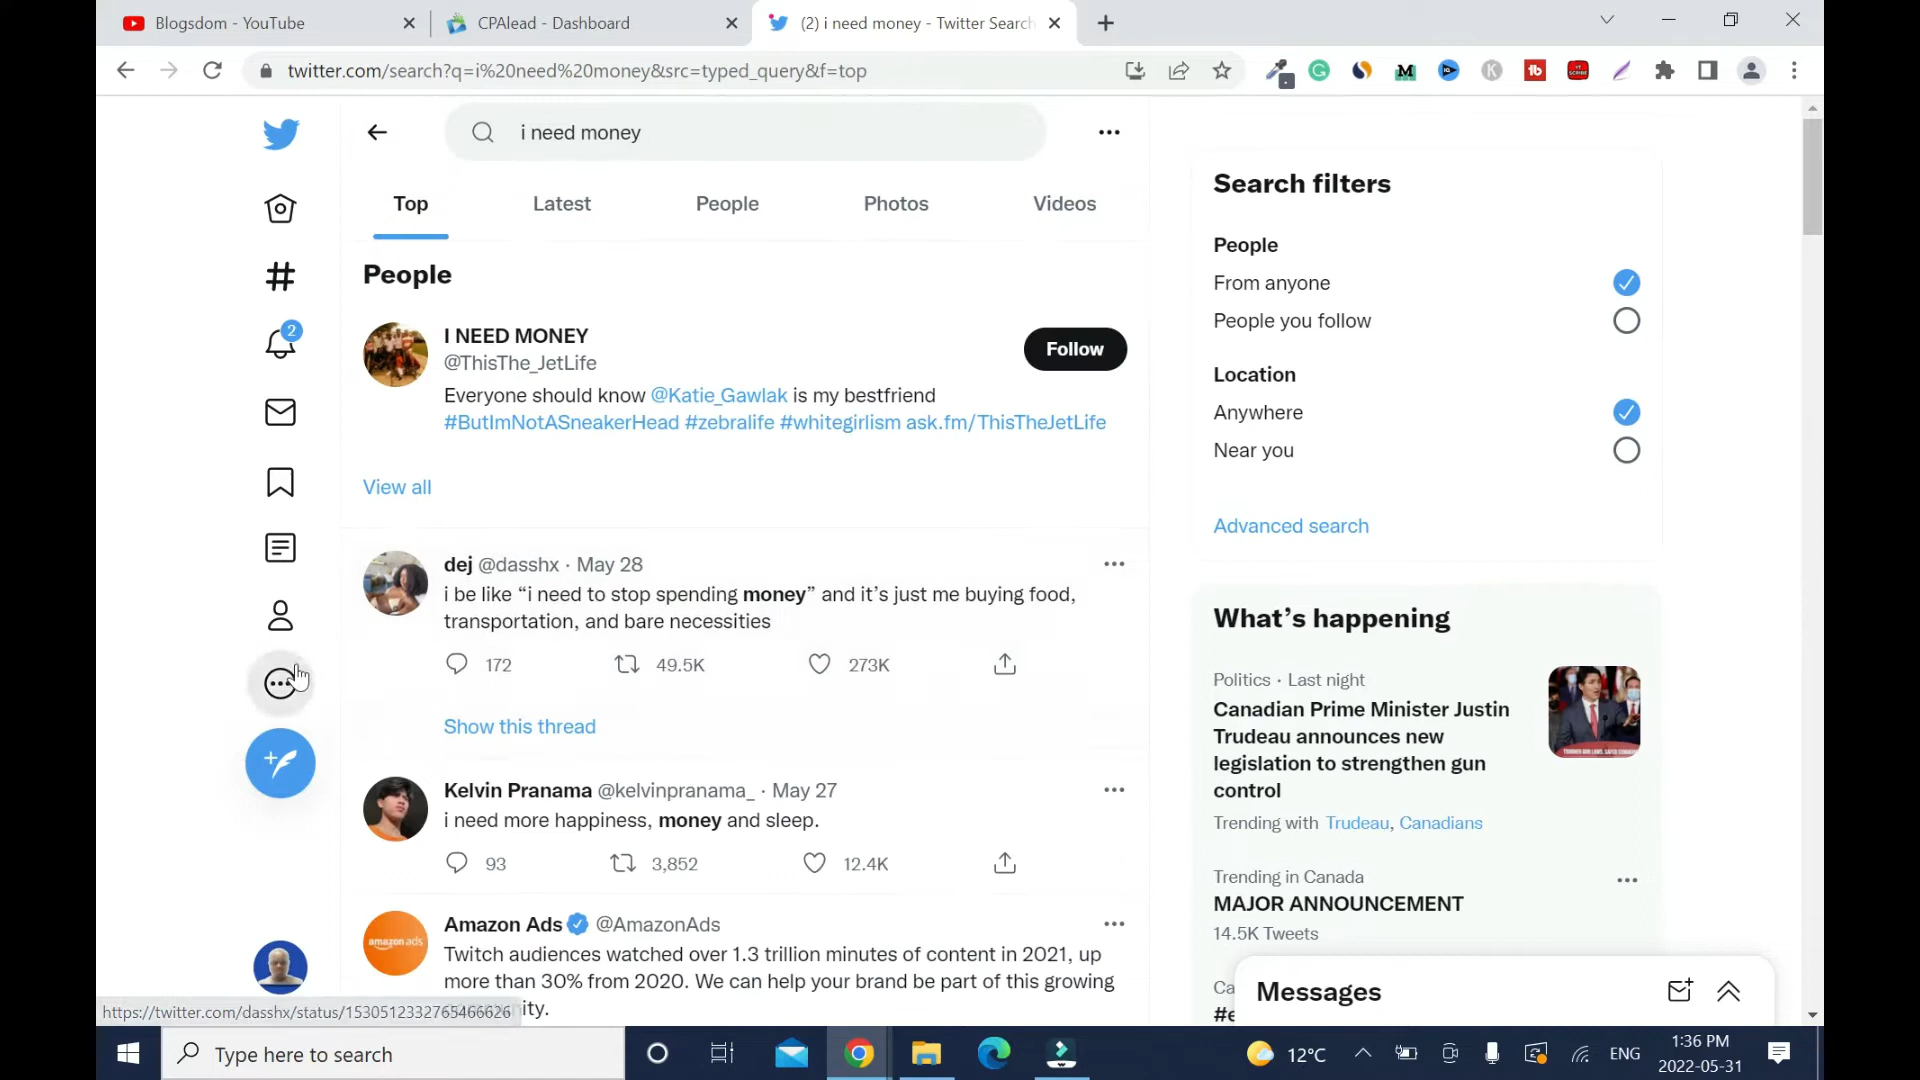 Blogsdom - YouTube
CPAlead - Dashboard
(2) i need money - Twitter Search
twitter.com/search?q=i%20need%20money&src=typed_query&f=top
i need money
Top
Latest
People
Photos
Videos
People
I NEED MONEY
@ThisThe_JetLife
Follow
Everyone should know @Katie_Gawlak is my bestfriend
#ButImNotASneakerHead #zebralife #whitegirlism ask.fm/ThisTheJetLife
View all
dej @dasshx · May 28
i be like “i need to stop spending money” and it’s just me buying food,
transportation, and bare necessities
172
49.5K
273K
Show this thread
Kelvin Pranama @kelvinpranama_ · May 27
i need more happiness, money and sleep.
93
3,852
12.4K
Amazon Ads @AmazonAds
amazon ads
Twitch audiences watched over 1.3 trillion minutes of content in 2021, up
more than 30% from 2020. We can help your brand be part of this growing
2
Search filters
People
From anyone
People you follow
Location
Anywhere
Near you
Advanced search
What’s happening
Politics · Last night
Canadian Prime Minister Justin
Trudeau announces new
legislation to strengthen gun
control
Trending with Trudeau, Canadians
Trending in Canada
MAJOR ANNOUNCEMENT
14.5K Tweets
Messages
https://twitter.com/dasshx/status/1530512332765466626
Type here to search
12°C
ENG
1:36 PM
2022-05-31